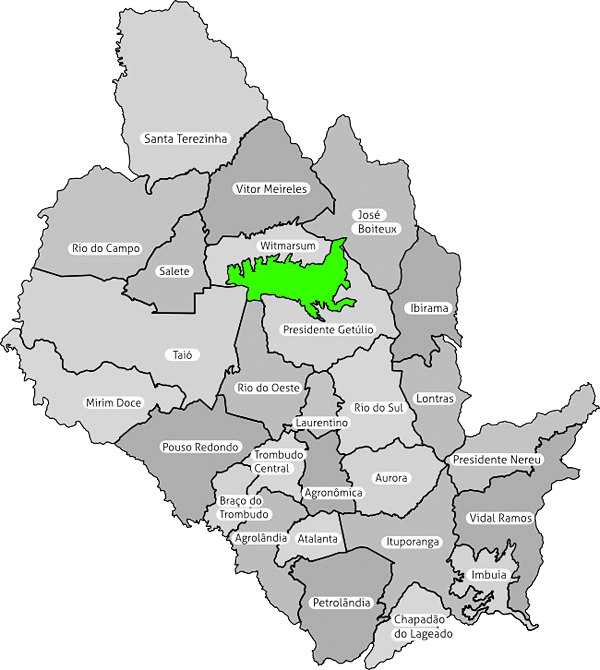 Santa Terezinha
Vitor Meireles
José
Boiteux
Rio do Campo
Witmarsum
Salete
Ibirama
Presidente Getúlio
Taió
Rio do Oeste
Lontras
Mirim Doce
Rio do Sul
Laurentino
Pouso Redondo
Trombudo
Central
Presidente Nereu
Aurora
Agronômica
Braço do
Trombudo
Vidal Ramos
Agrolândia
Atalanta
Ituporanga
Imbuia
Petrolândia
Chapadão
do Lageado